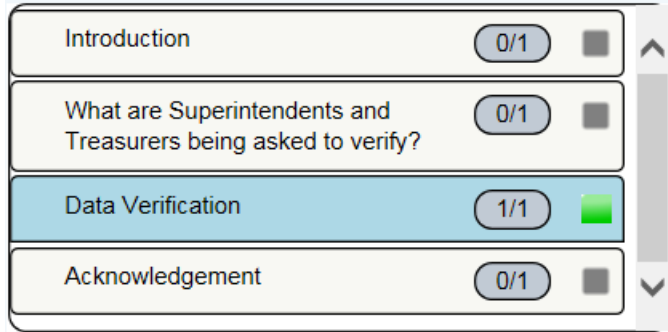 Introduction 0/1
What are Superintendents and 0/1
Treasurers being asked to verify?
Data Verification 1/1
Acknowledgement 0/1